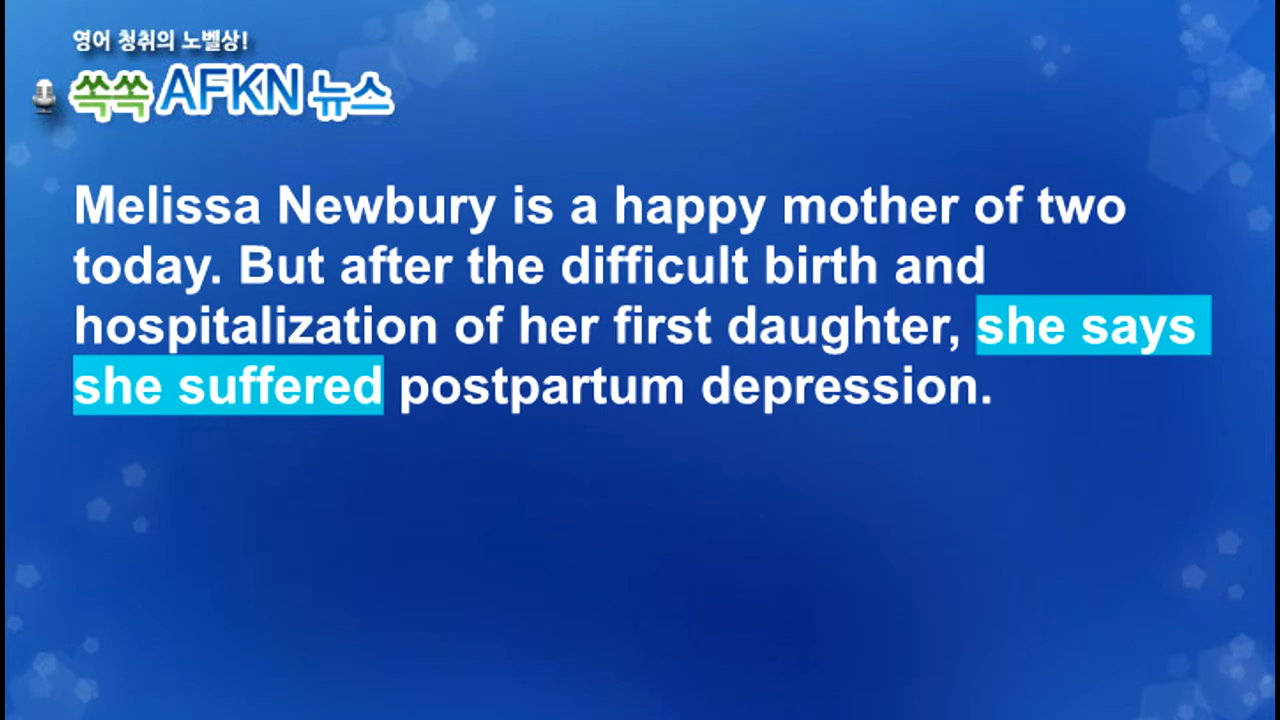 영어 청취의 노벨상!
쏙쏙 AFKN 뉴스
Melissa Newbury is a happy mother of two
today. But after the difficult birth and
hospitalization of her first daughter, she says
she suffered postpartum depression.